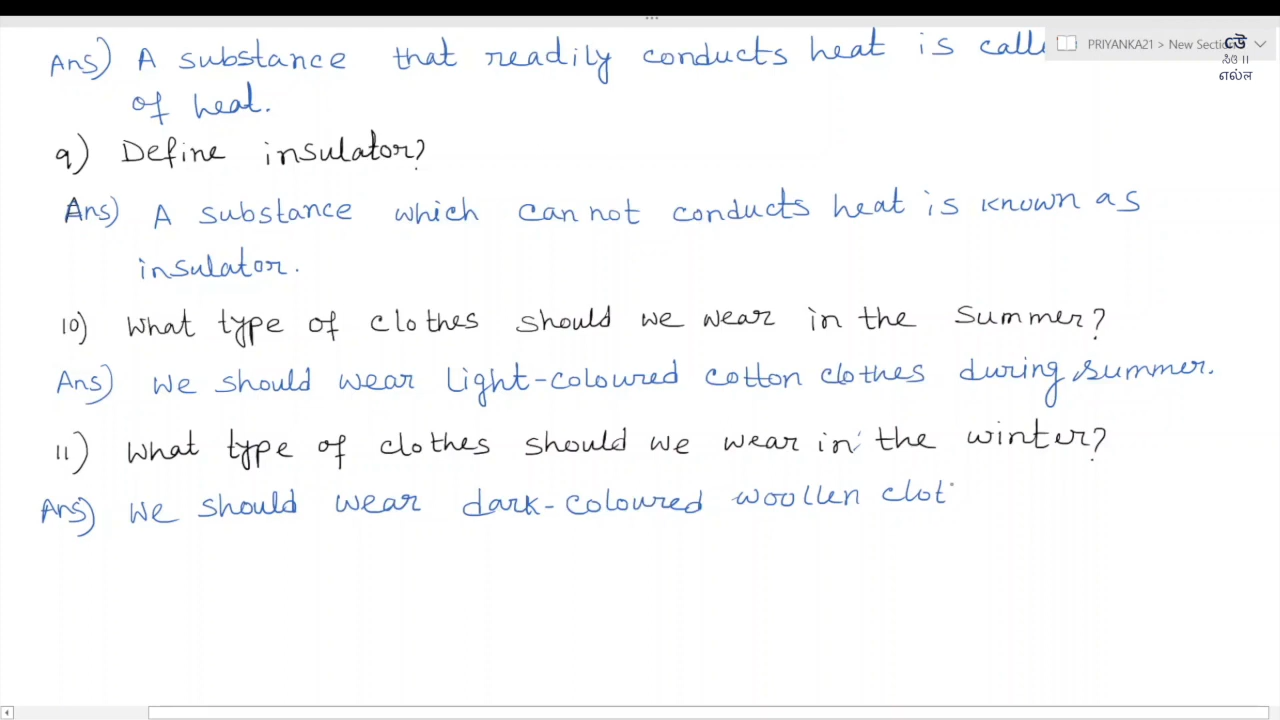 Ans) A substance that readily conducts heat is
of heat.
PRIYANKA21 > New Section
எல்ல
9) Define insulator?
Ans) A substance which can not conducts heat is known as
insulator.
10) What type of clothes should we wear in the summer?
Ans) We should wear light-coloured cotton clothes during summer.
11) What type of clothes should we wear in the winter?
Ans) We should wear dark-coloured woollen clot